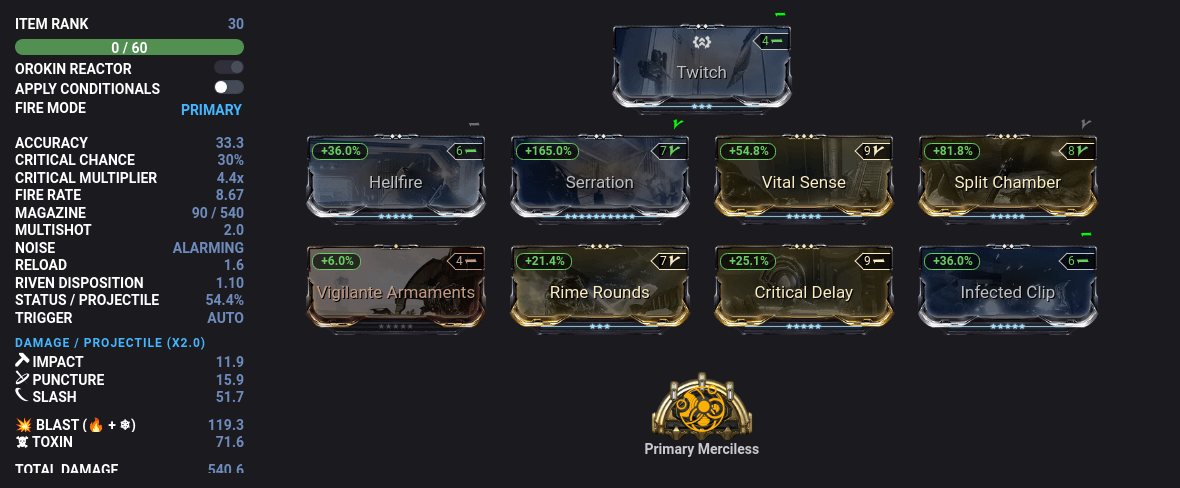 ITEM RANK 30
0 / 60
OROKIN REACTOR
APPLY CONDITIONALS
FIRE MODE PRIMARY
ACCURACY 33.3
CRITICAL CHANCE 30%
CRITICAL MULTIPLIER 4.4x
FIRE RATE 8.67
MAGAZINE 90 / 540
MULTISHOT 2.0
NOISE ALARMING
RELOAD 1.6
RIVEN DISPOSITION 1.10
STATUS / PROJECTILE 54.4%
TRIGGER AUTO
DAMAGE / PROJECTILE (X2.0)
IMPACT 11.9
PUNCTURE 15.9
SLASH 51.7
💥 BLAST (🔥 + ❄) 119.3
☠ TOXIN 71.6
TOTAL DAMAGE 540.6
4
Twitch
+36.0% 6
Hellfire
+165.0% 7
Serration
+54.8% 9
Vital Sense
+81.8% 8
Split Chamber
+6.0% 4
Vigilante Armaments
+21.4% 7
Rime Rounds
+25.1% 9
Critical Delay
+36.0% 6
Infected Clip
Primary Merciless